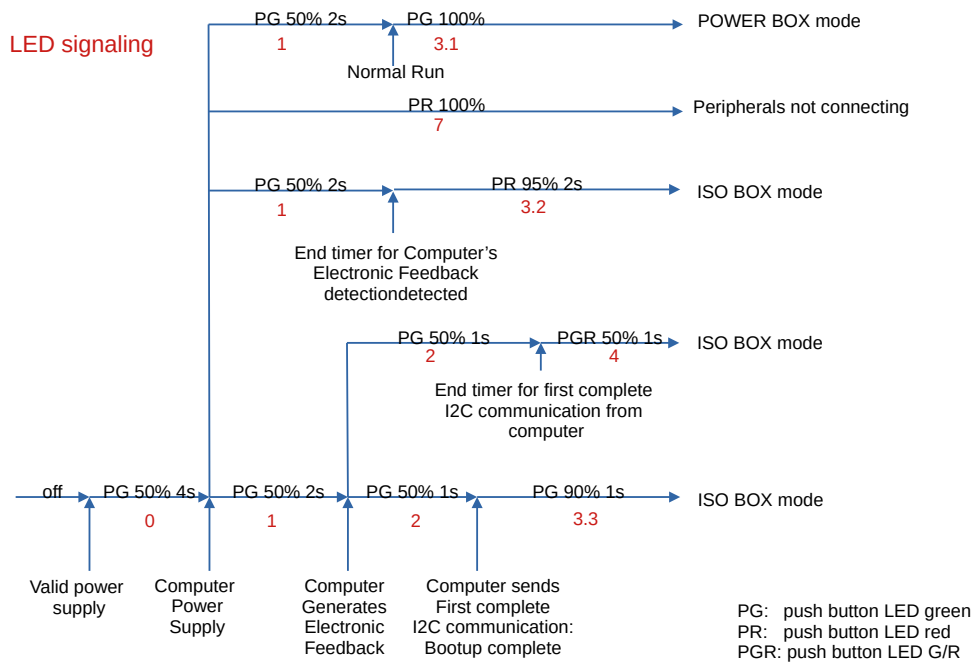 PG 50% 2s
PG 100%
POWER BOX mode
LED signaling
1
3.1
Normal Run
PR 100%
Peripherals not connecting
7
PG 50% 2s
PR 95% 2s
ISO BOX mode
1
3.2
End timer for Computer's
Electronic Feedback
detectiondetected
PG 50% 1s
PGR 50% 1s
ISO BOX mode
2
4
End timer for first complete
I2C communication from
computer
off
PG 50% 4s
PG 50% 2s
PG 50% 1s
PG 90% 1s
ISO BOX mode
0
1
2
3.3
Valid power
supply
Computer
Power
Supply
Computer
Generates
Electronic
Feedback
Computer sends
First complete
I2C communication:
Bootup complete
PG: push button LED green
PR: push button LED red
PGR: push button LED G/R